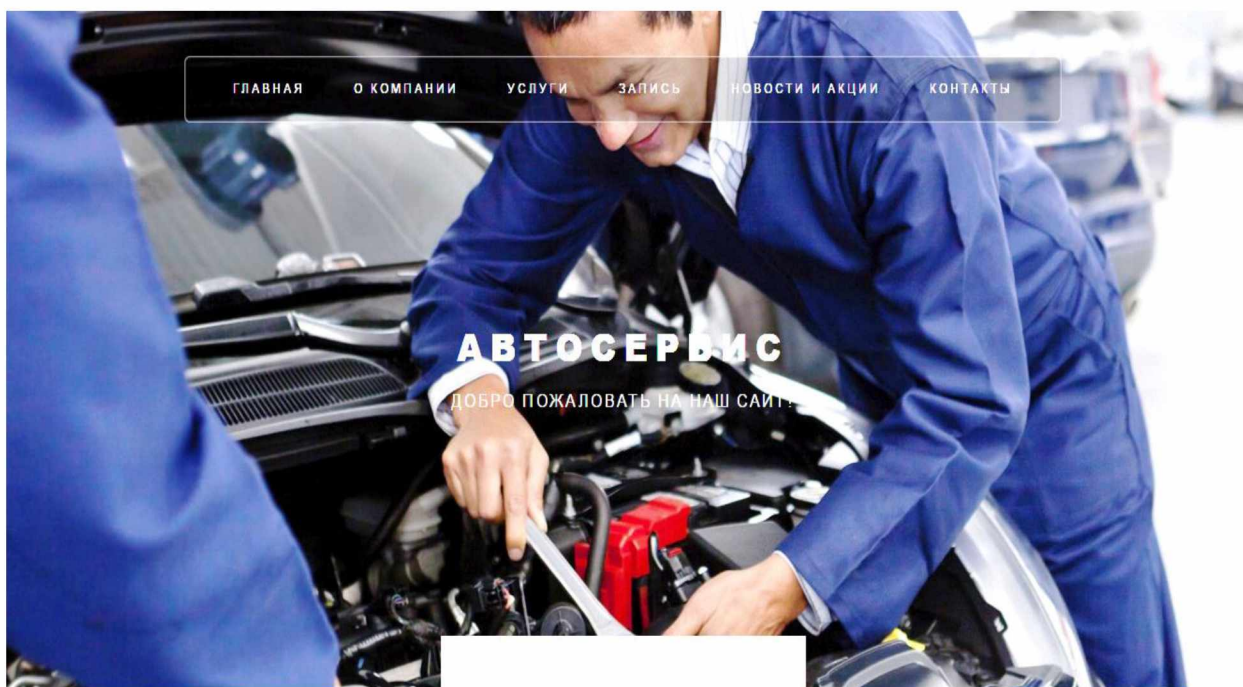 ГЛАВНАЯ О КОМПАНИИ УСЛУГИ ЗАПИСЬ НОВОСТИ И АКЦИИ КОНТАКТЫ
АВТОСЕРВИС
ДОБРО ПОЖАЛОВАТЬ НА НАШ САЙТ!